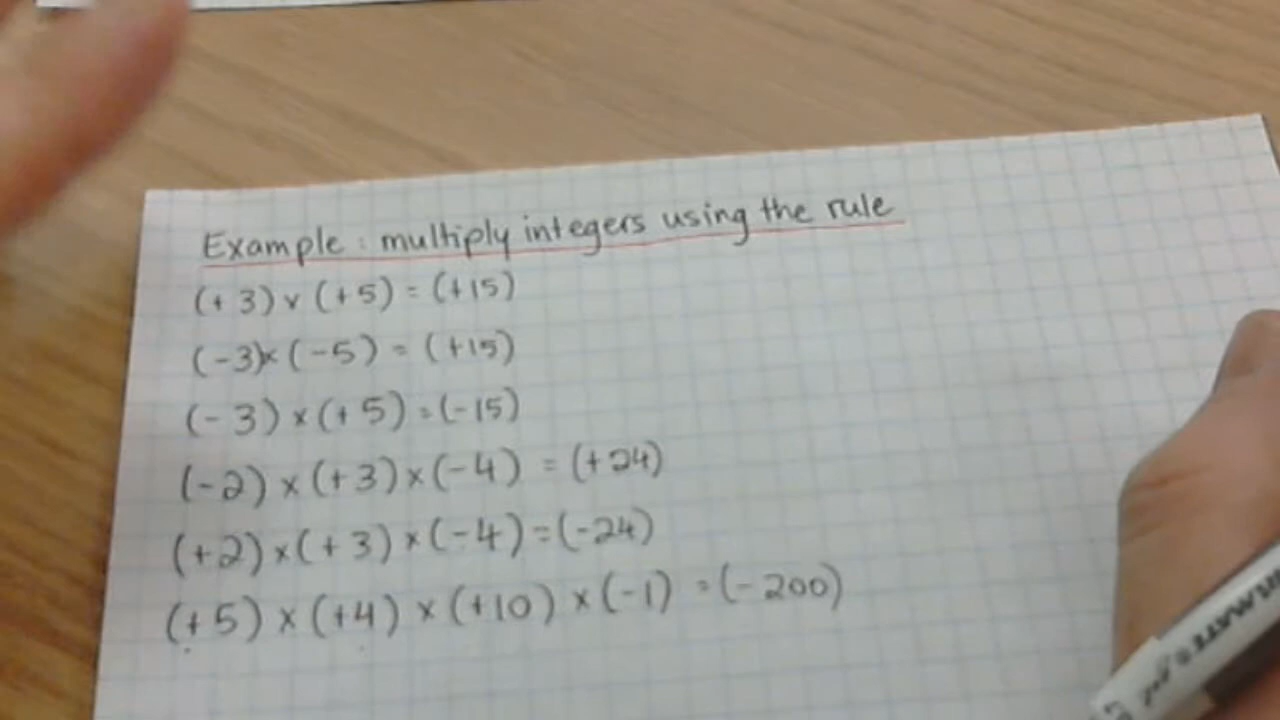 Example: multiply integers using the rule
(+3) × (+5) = (+15)
(-3) × (-5) = (+15)
(-3) × (+5) = (-15)
(-2) × (+3) × (-4) = (+24)
(+2) × (+3) × (-4) = (-24)
(+5) × (+4) × (+10) × (-1) = (-200)